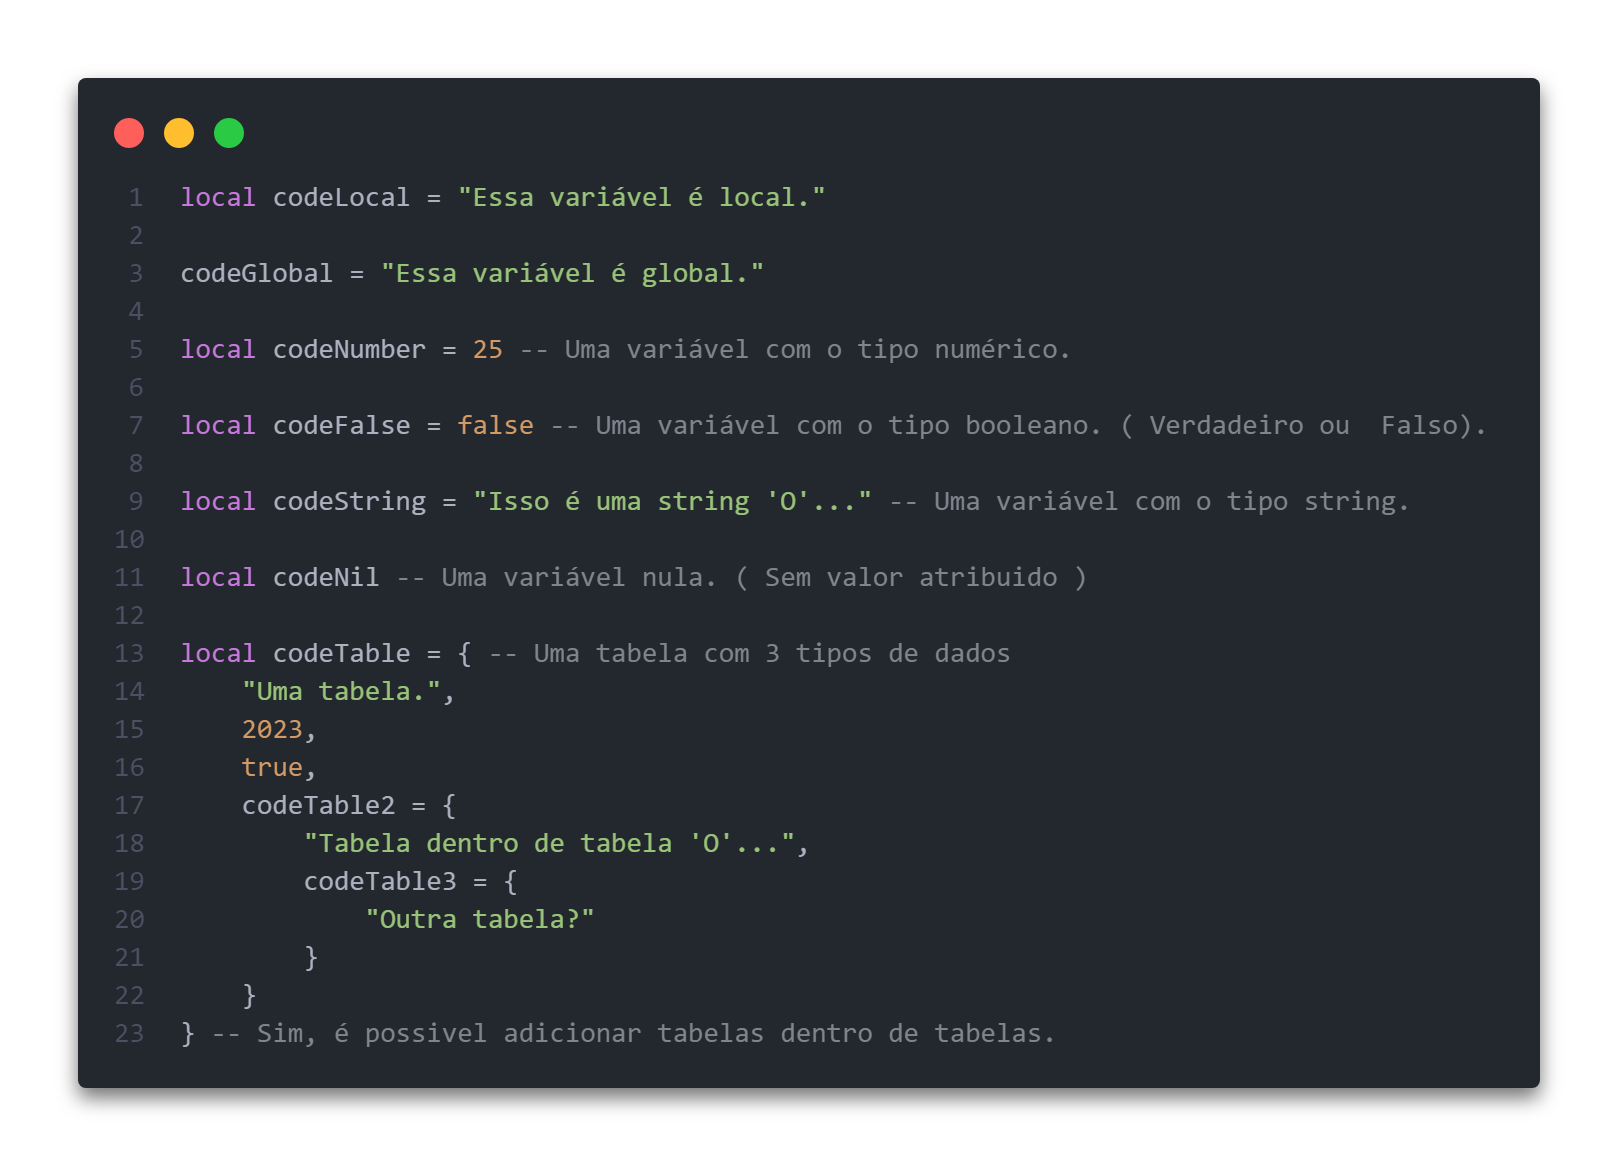 1 local codeLocal = "Essa variável é local."
2
3 codeGlobal = "Essa variável é global."
4
5 local codeNumber = 25 -- Uma variável com o tipo numérico.
6
7 local codeFalse = false -- Uma variável com o tipo booleano. ( Verdadeiro ou  Falso).
8
9 local codeString = "Isso é uma string 'O'..." -- Uma variável com o tipo string.
10
11 local codeNil -- Uma variável nula. ( Sem valor atribuido )
12
13 local codeTable = { -- Uma tabela com 3 tipos de dados
14     "Uma tabela.",
15     2023,
16     true,
17     codeTable2 = {
18         "Tabela dentro de tabela 'O'...",
19         codeTable3 = {
20             "Outra tabela?"
21         }
22     }
23 } -- Sim, é possivel adicionar tabelas dentro de tabelas.